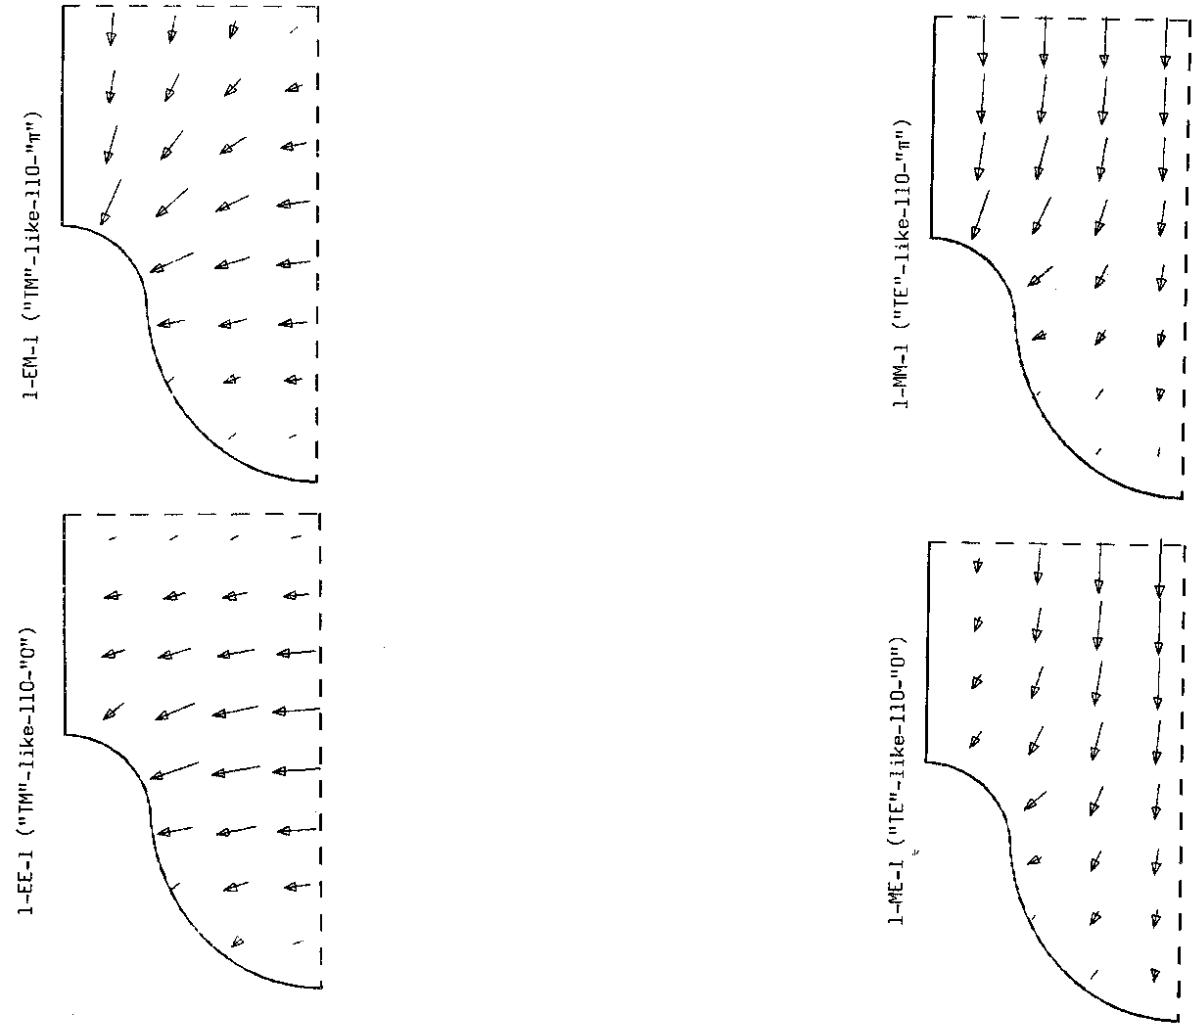 1-EM-1 ("TM"-like-110-"π")
1-MM-1 ("TE"-like-110-"π")
1-EE-1 ("TM"-like-110-"0")
1-ME-1 ("TE"-like-110-"0")